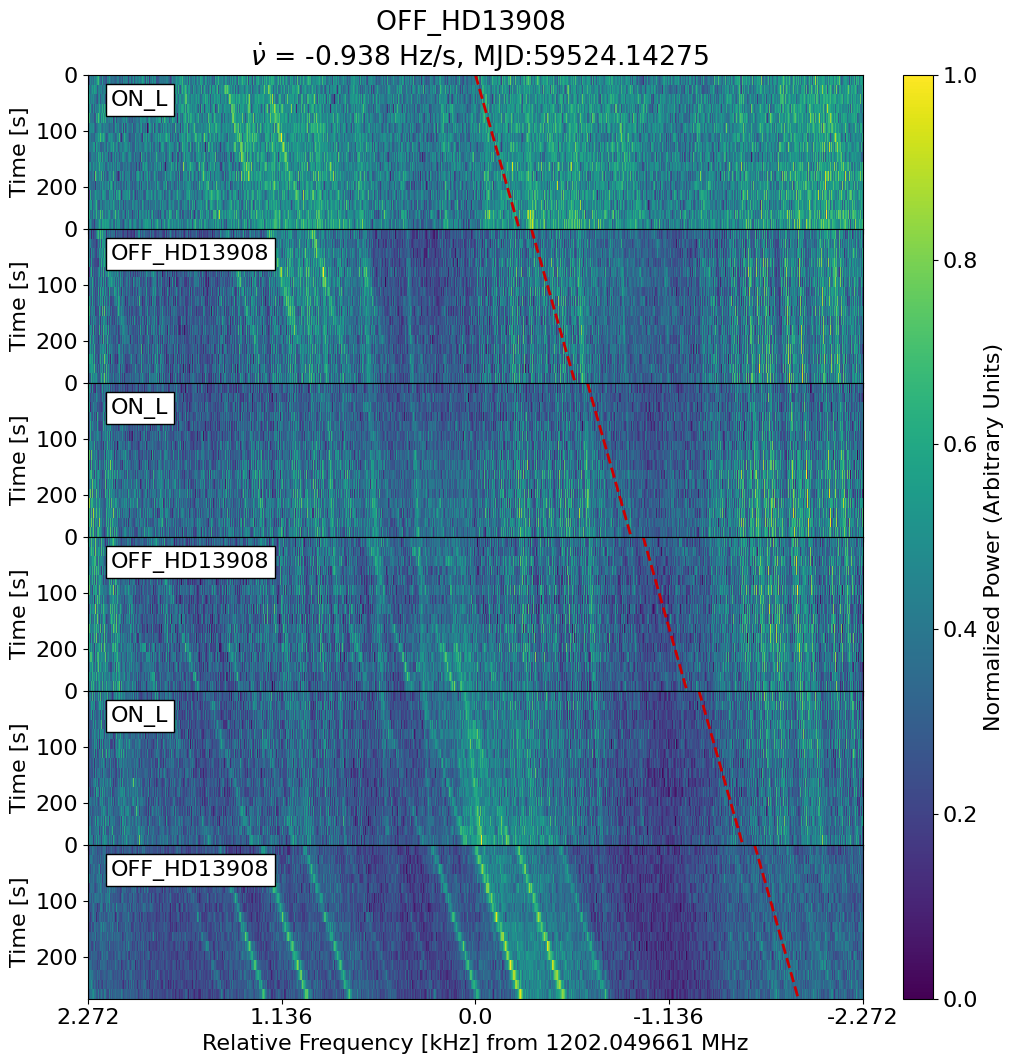 OFF_HD13908
ν̇ = -0.938 Hz/s, MJD:59524.14275
0
ON_L
100
200
Time [s]
0
OFF_HD13908
100
200
Time [s]
0
ON_L
100
200
Time [s]
0
OFF_HD13908
100
200
Time [s]
0
ON_L
100
200
Time [s]
0
OFF_HD13908
100
200
Time [s]
2.272 1.136 0.0 -1.136 -2.272
Relative Frequency [kHz] from 1202.049661 MHz
1.0
0.8
0.6
0.4
0.2
0.0
Normalized Power (Arbitrary Units)